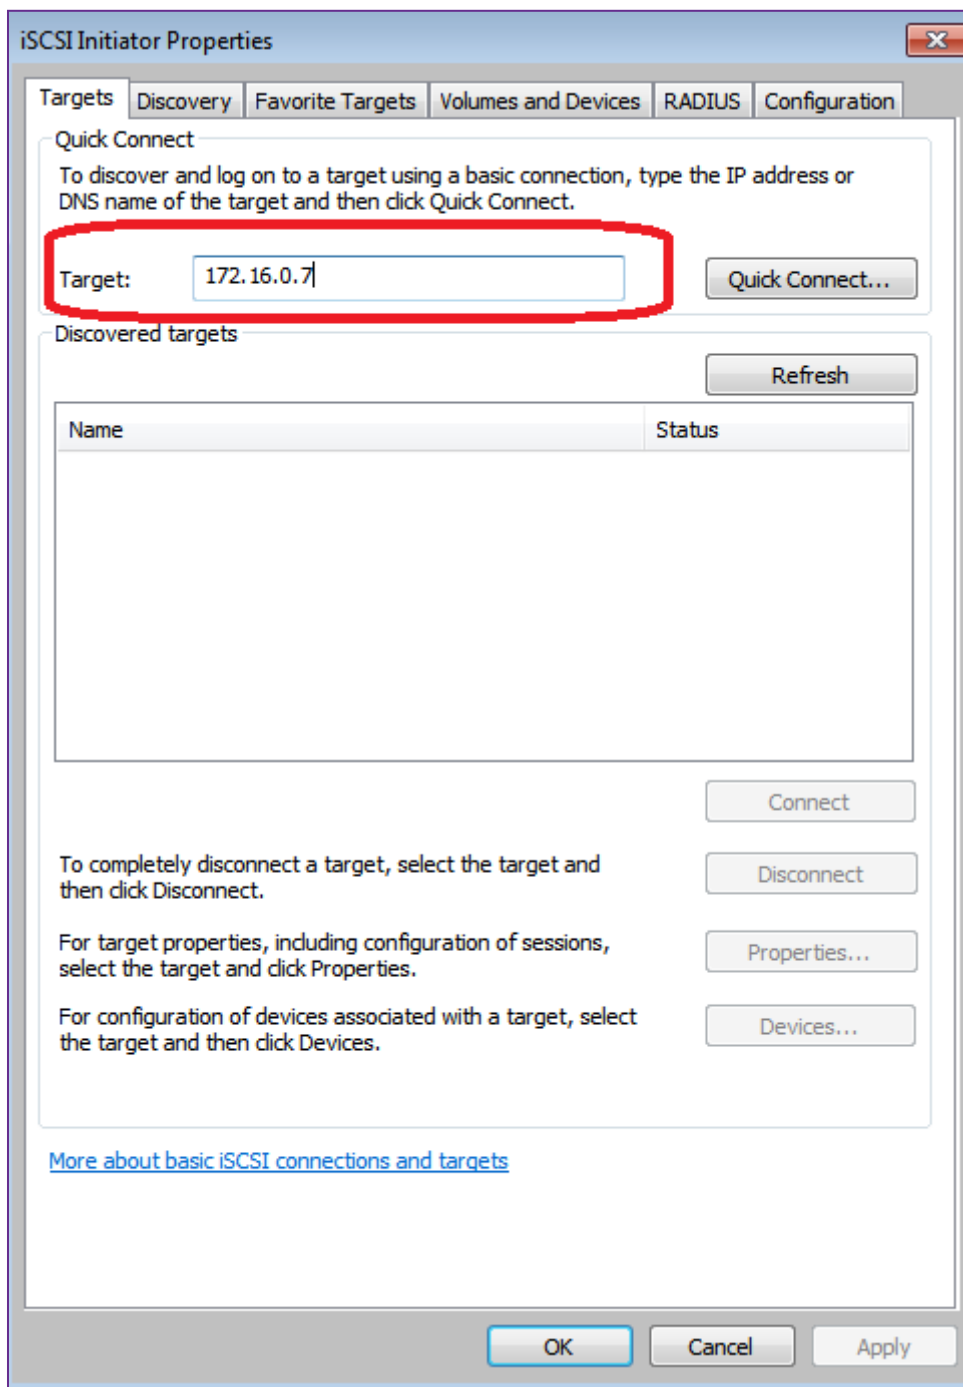 iSCSI Initiator Properties
Targets Discovery Favorite Targets Volumes and Devices RADIUS Configuration
Quick Connect
To discover and log on to a target using a basic connection, type the IP address or
DNS name of the target and then click Quick Connect.
Target: 172.16.0.7 Quick Connect...
Discovered targets
Refresh
Name Status
Connect
To completely disconnect a target, select the target and
then click Disconnect.
Disconnect
For target properties, including configuration of sessions,
select the target and click Properties.
Properties...
For configuration of devices associated with a target, select
the target and then click Devices.
Devices...
More about basic iSCSI connections and targets
OK Cancel Apply